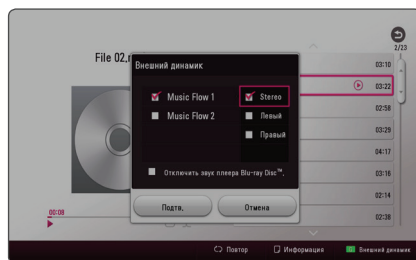 2/23
File 02.
Внешний динамик
Music Flow 1
Music Flow 2
Stereo
Левый
Правый
Отключить звук плеера Blu-ray Disc™.
Подтв.
Отмена
03:10
03:22
02:58
03:29
04:17
03:16
02:14
02:38
00:08
Повтор
Информация
Внешний динамик